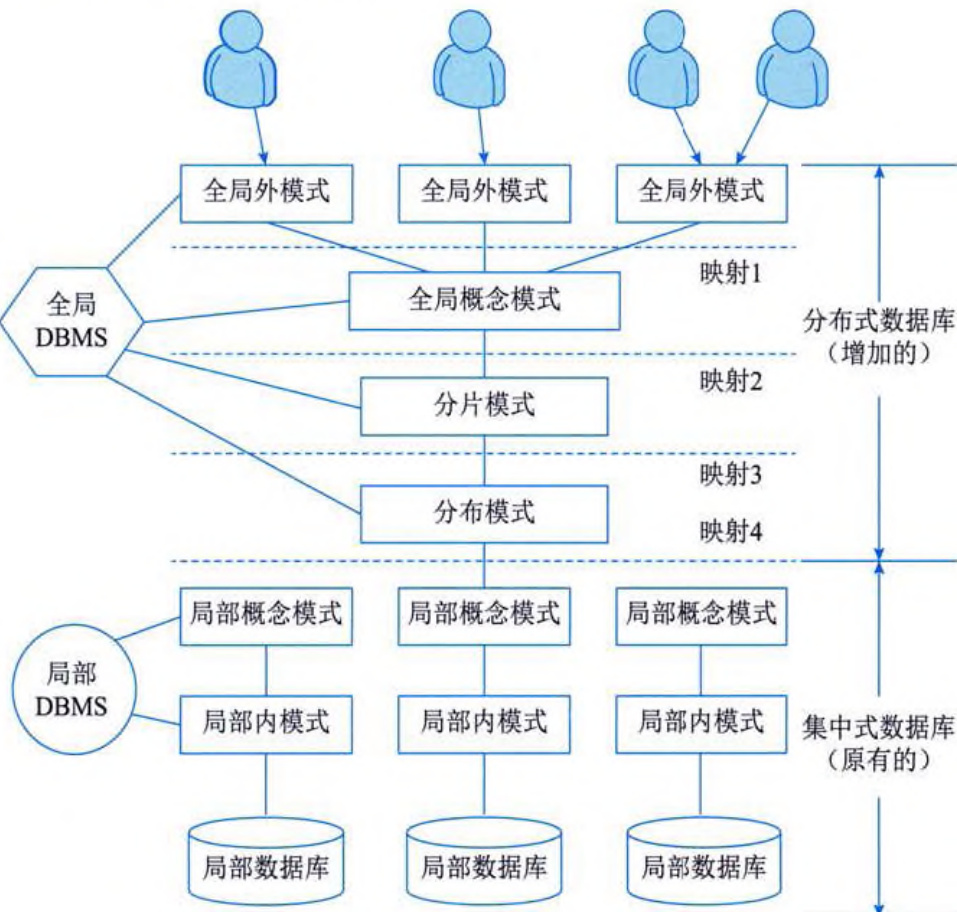 全局外模式
全局外模式
全局外模式
映射1
全局
DBMS
全局概念模式
分布式数据库
（增加的）
映射2
分片模式
映射3
分布模式
映射4
局部概念模式
局部概念模式
局部概念模式
局部
DBMS
局部内模式
局部内模式
局部内模式
集中式数据库
（原有的）
局部数据库
局部数据库
局部数据库